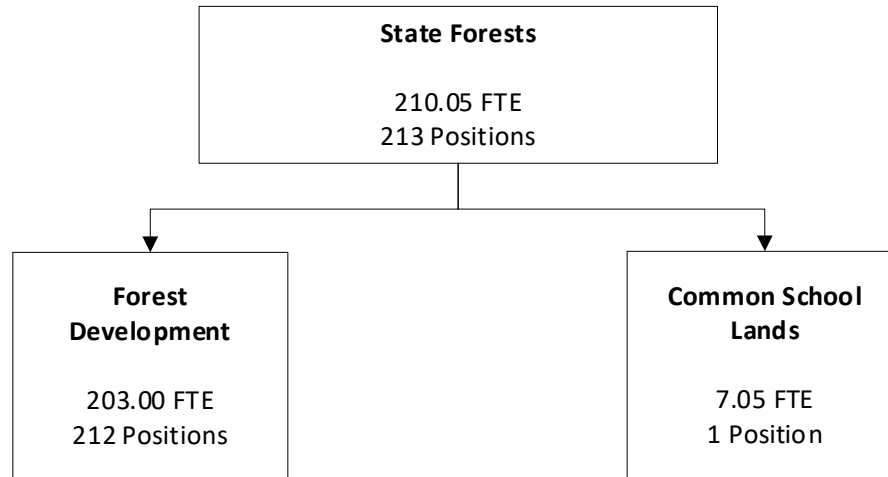 State Forests
210.05 FTE
213 Positions
Forest
Development
203.00 FTE
212 Positions
Common School
Lands
7.05 FTE
1 Position